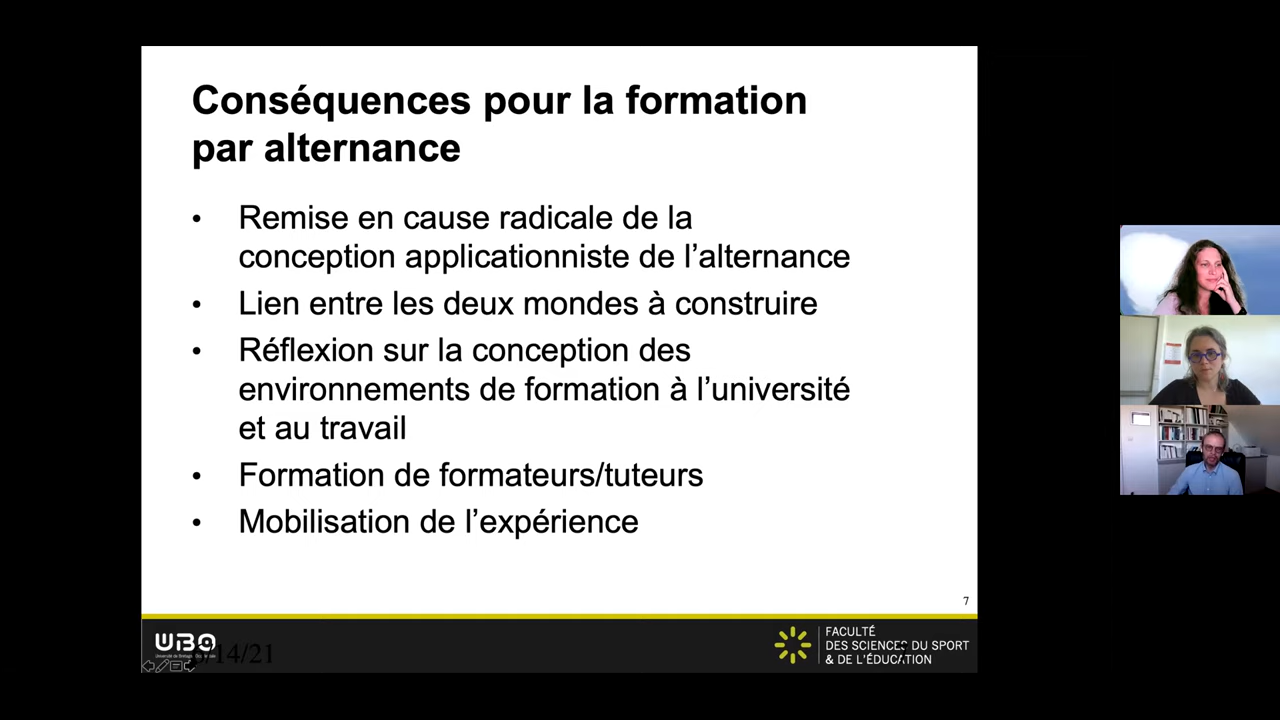 Conséquences pour la formation
par alternance
• Remise en cause radicale de la
conception applicationniste de l’alternance
• Lien entre les deux mondes à construire
• Réflexion sur la conception des
environnements de formation à l’université
et au travail
• Formation de formateurs/tuteurs
• Mobilisation de l’expérience
7
UBO
/14/21
FACULTÉ
DES SCIENCES DU SPORT
& DE L’ÉDUCATION